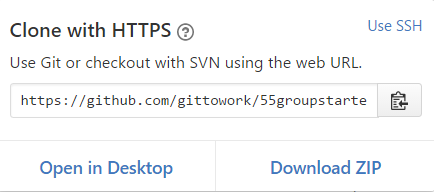 Clone with HTTPS ?
Use SSH
Use Git or checkout with SVN using the web URL.
https://github.com/gittowork/55groupstarte
Open in Desktop
Download ZIP